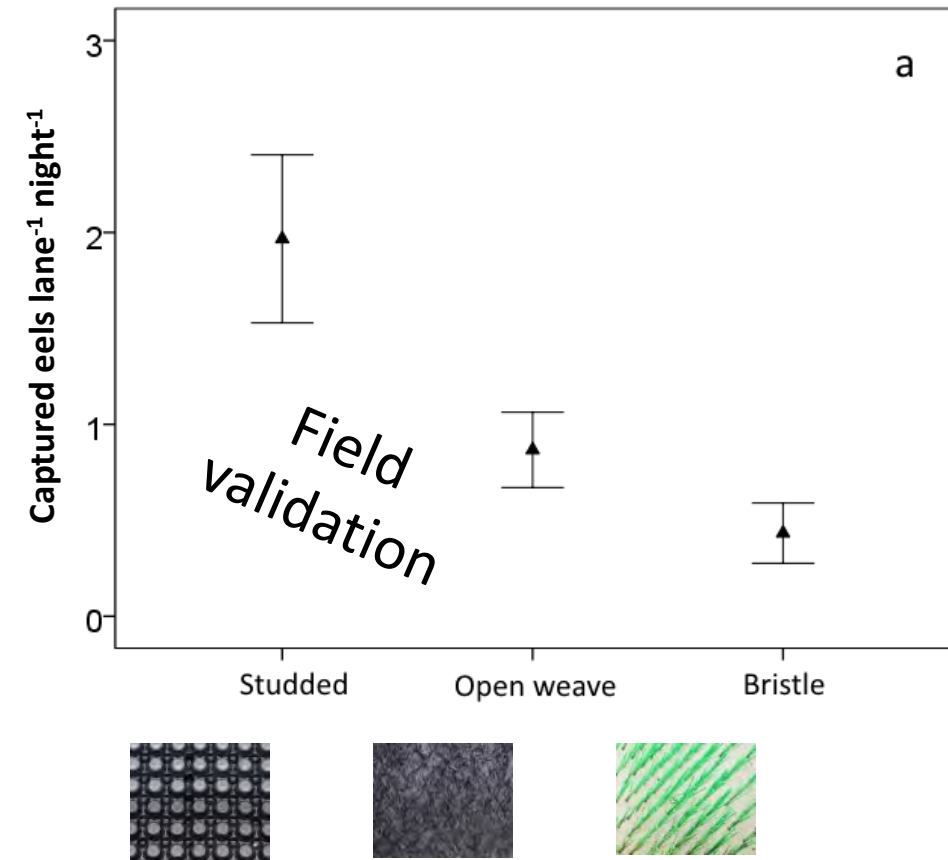 3
a
2
1
0
Captured eels lane⁻¹ night⁻¹
Field
validation
Studded Open weave Bristle